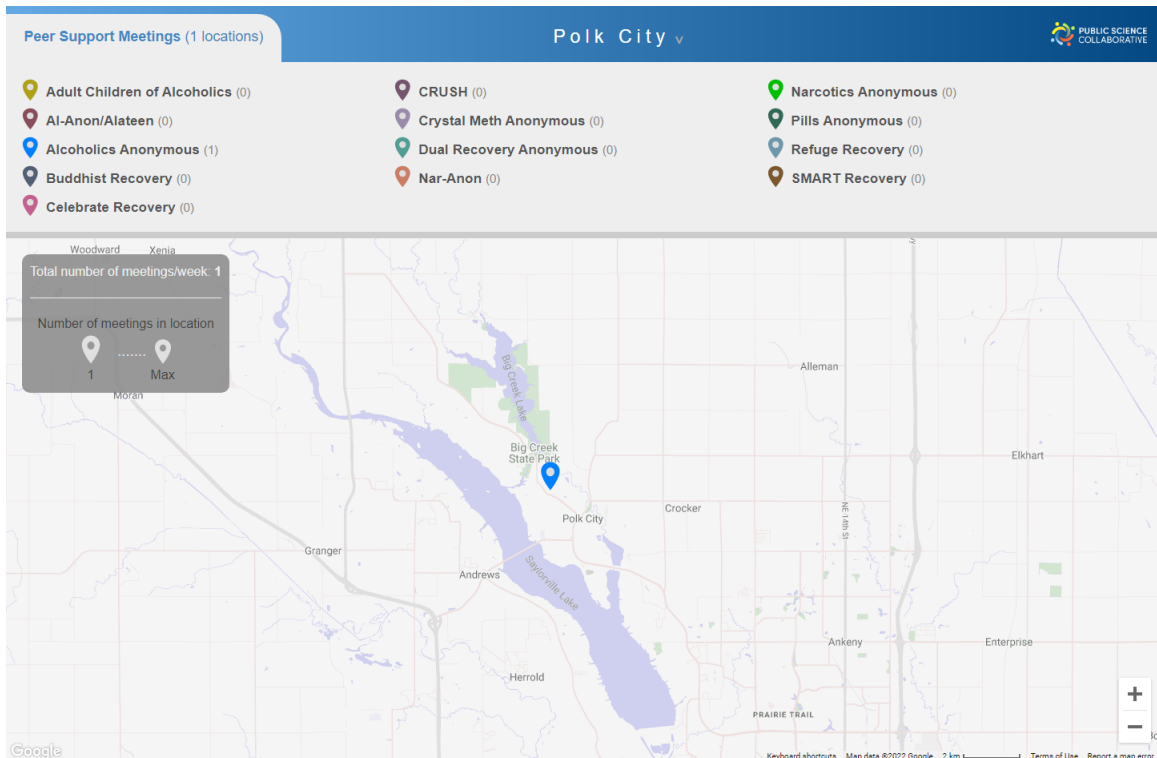 Peer Support Meetings (1 locations)
Polk City v
PUBLIC SCIENCE
COLLABORATIVE
Adult Children of Alcoholics (0)
Al-Anon/Alateen (0)
Alcoholics Anonymous (1)
Buddhist Recovery (0)
Celebrate Recovery (0)
CRUSH (0)
Crystal Meth Anonymous (0)
Dual Recovery Anonymous (0)
Nar-Anon (0)
Narcotics Anonymous (0)
Pills Anonymous (0)
Refuge Recovery (0)
SMART Recovery (0)
Woodward
Xenia
Total number of meetings/week: 1
Number of meetings in location
1 ....... Max
Moran
Big Creek Lake
Alleman
Big Creek
State Park
Elkhart
Crocker
NE 14th St
Polk City
Granger
Andrews
Saylorville Lake
Ankeny
Enterprise
Herrold
PRAIRIE TRAIL
+
−
Google
Keyboard shortcuts Map data ©2022 Google 2 km Terms of Use Report a map error